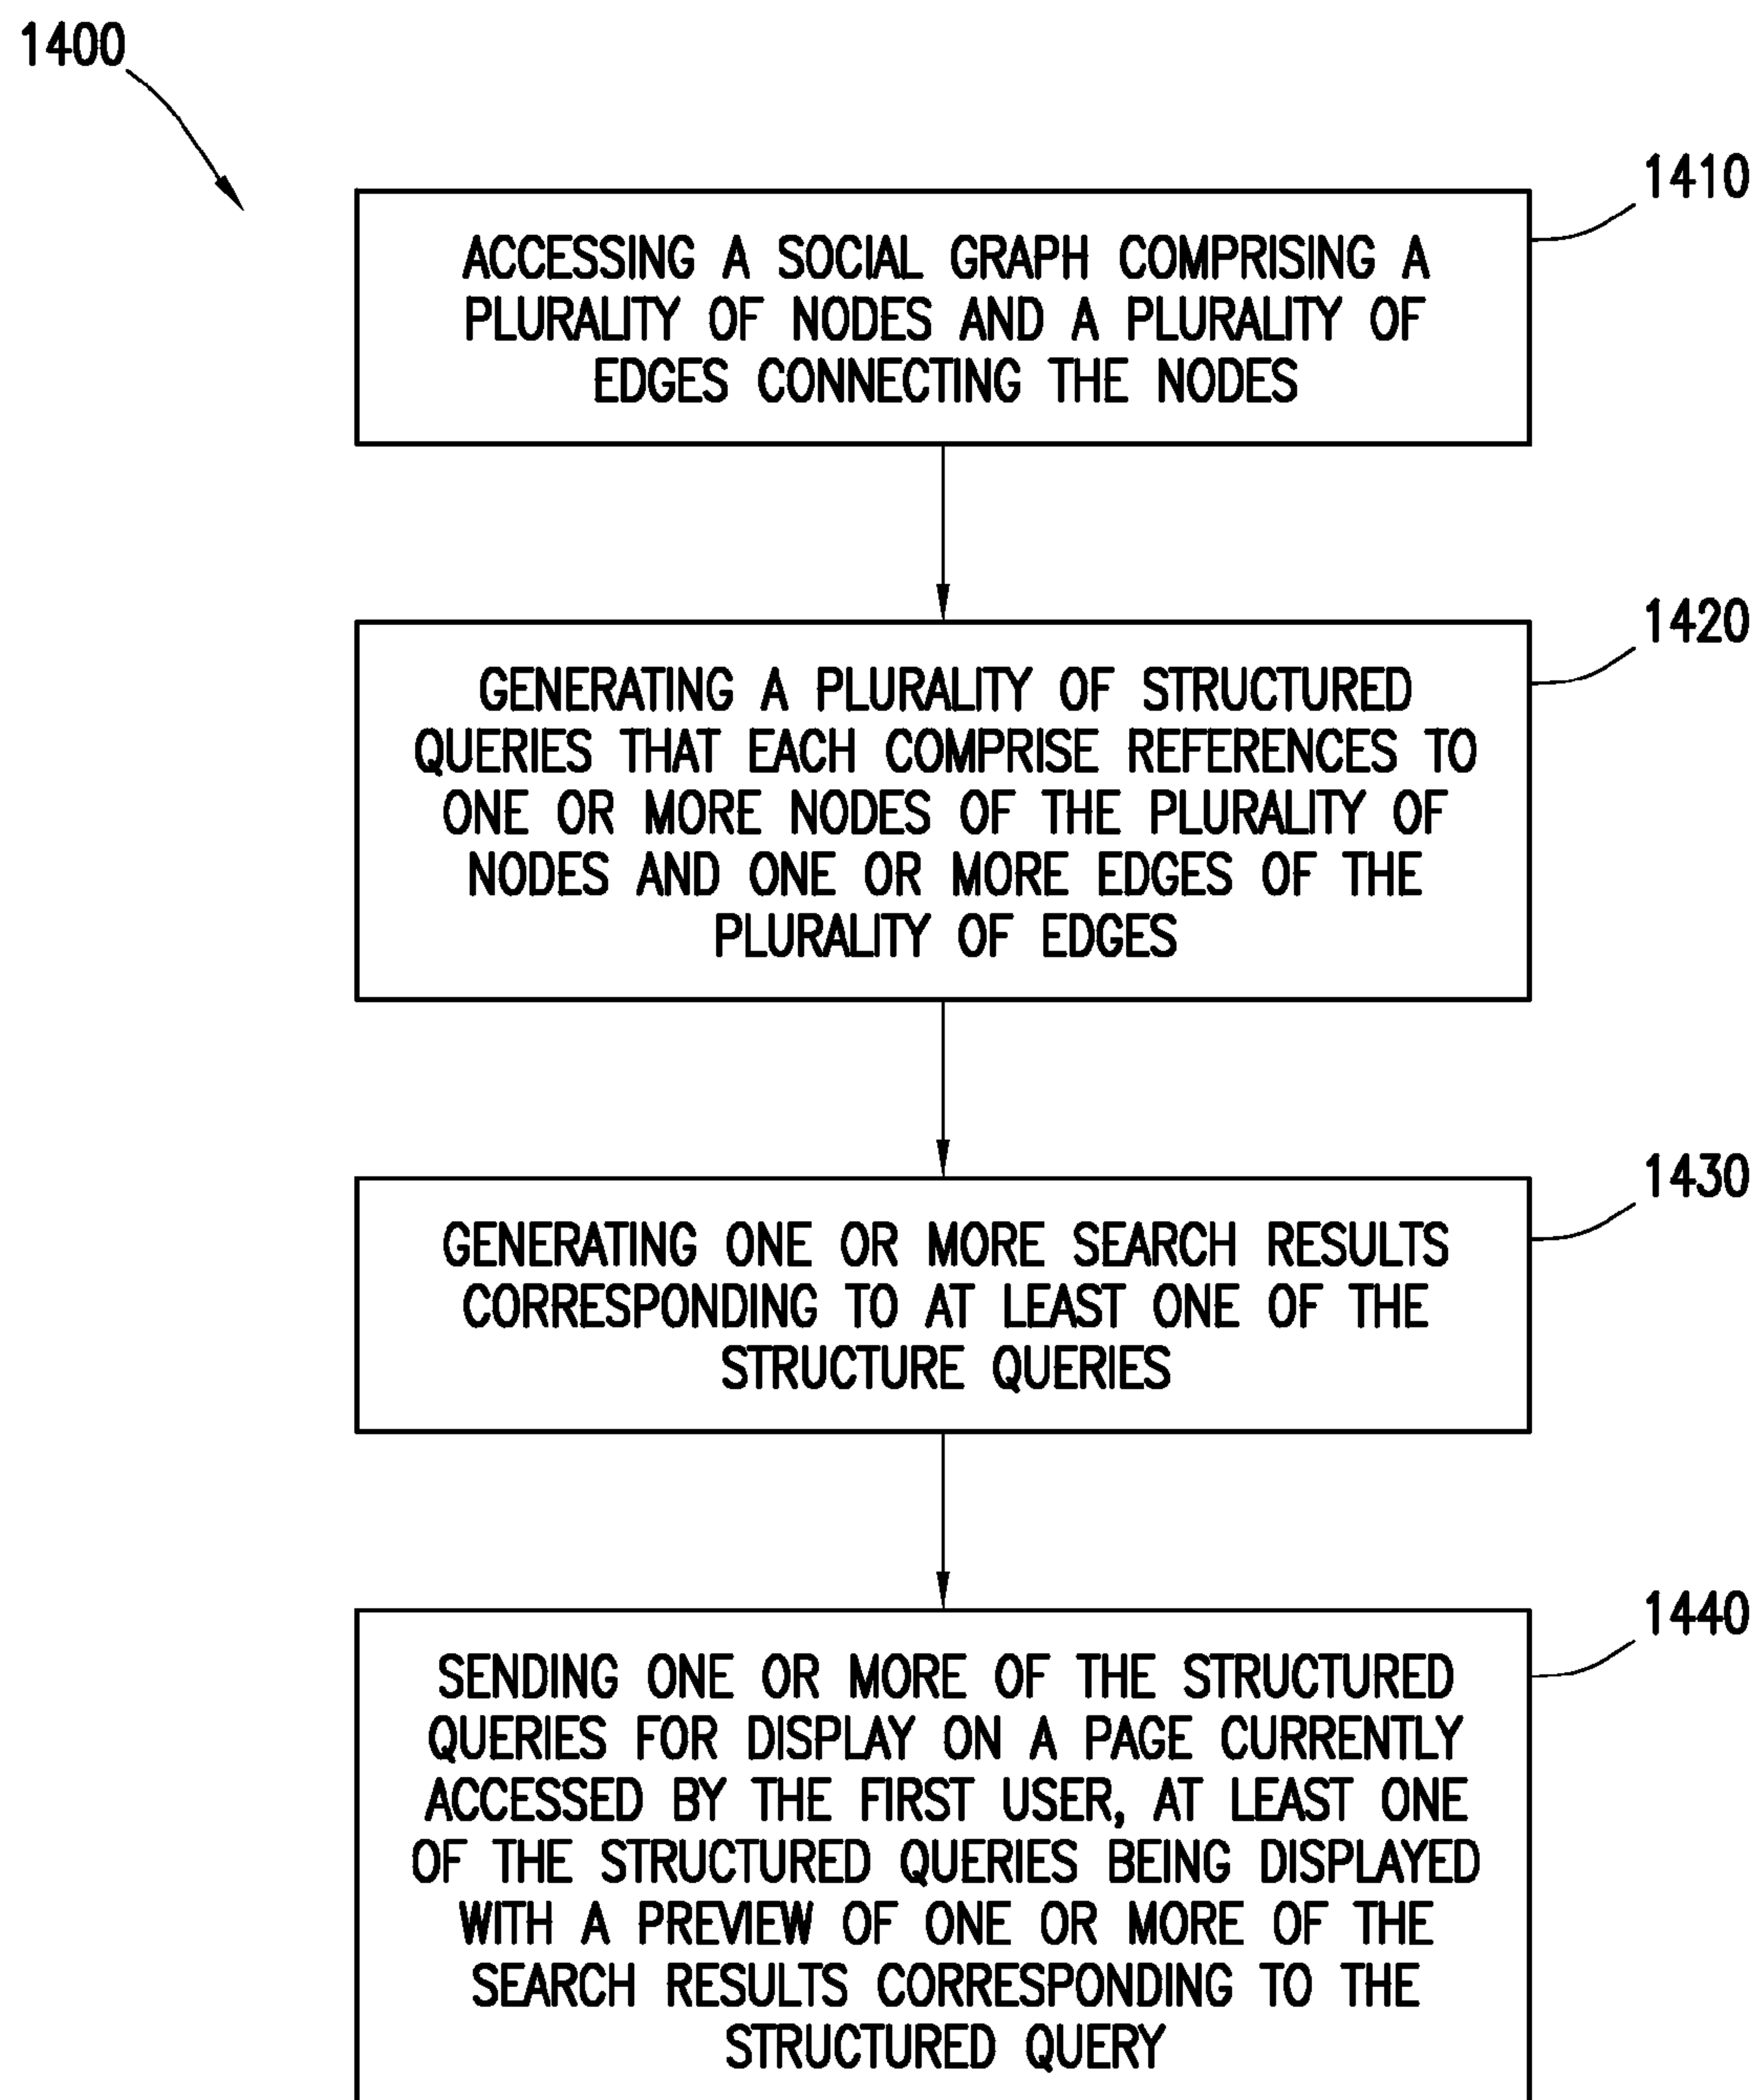 1400
1410
ACCESSING A SOCIAL GRAPH COMPRISING A
PLURALITY OF NODES AND A PLURALITY OF
EDGES CONNECTING THE NODES
1420
GENERATING A PLURALITY OF STRUCTURED
QUERIES THAT EACH COMPRISE REFERENCES TO
ONE OR MORE NODES OF THE PLURALITY OF
NODES AND ONE OR MORE EDGES OF THE
PLURALITY OF EDGES
1430
GENERATING ONE OR MORE SEARCH RESULTS
CORRESPONDING TO AT LEAST ONE OF THE
STRUCTURE QUERIES
1440
SENDING ONE OR MORE OF THE STRUCTURED
QUERIES FOR DISPLAY ON A PAGE CURRENTLY
ACCESSED BY THE FIRST USER, AT LEAST ONE
OF THE STRUCTURED QUERIES BEING DISPLAYED
WITH A PREVIEW OF ONE OR MORE OF THE
SEARCH RESULTS CORRESPONDING TO THE
STRUCTURED QUERY